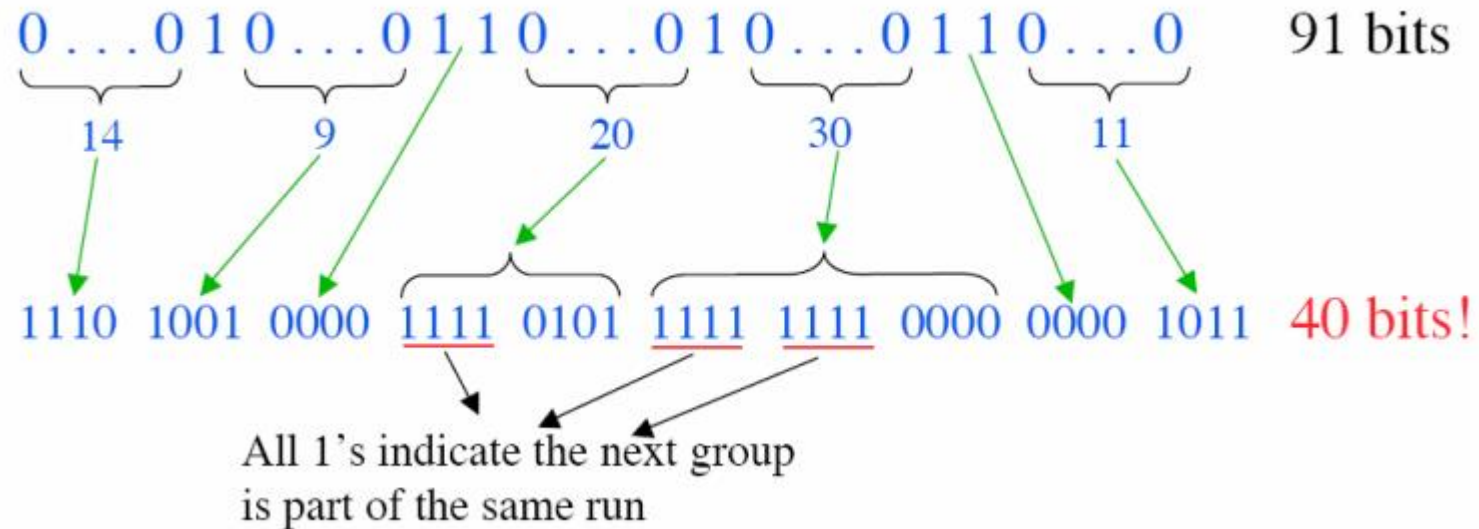 0 . . . 0 1 0 . . . 0 1 1 0 . . . 0 1 0 . . . 0 1 1 0 . . . 0 91 bits
14 9 20 30 11
1110 1001 0000 1111 0101 1111 1111 0000 0000 1011 40 bits!
All 1's indicate the next group
is part of the same run